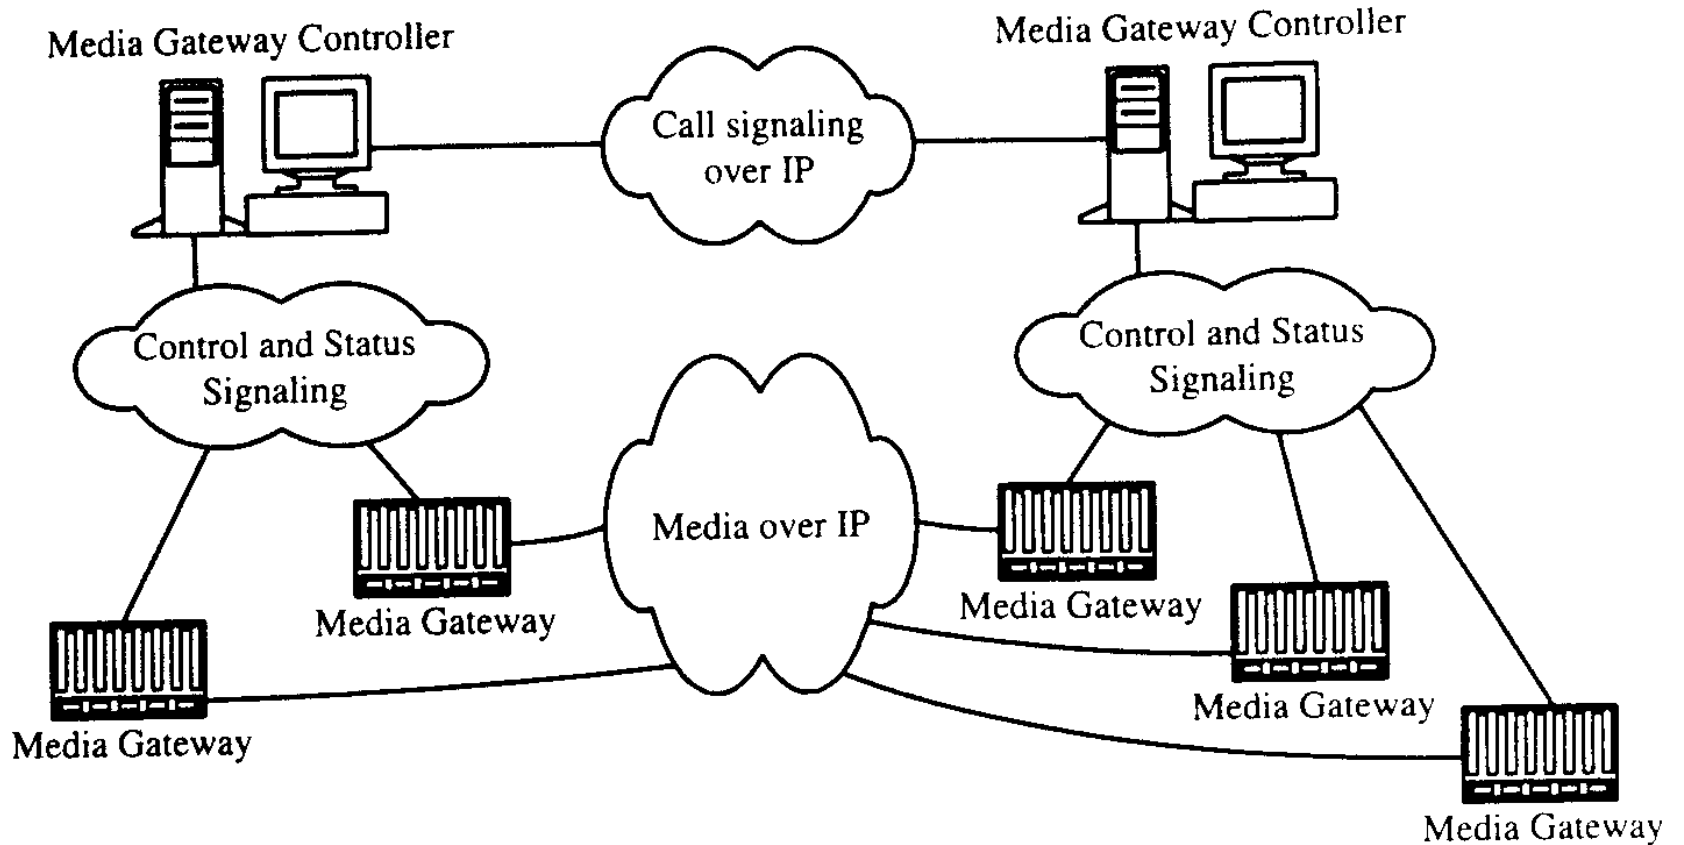 Media Gateway Controller
Media Gateway Controller
Call signaling
over IP
Control and Status
Signaling
Control and Status
Signaling
Media over IP
Media Gateway
Media Gateway
Media Gateway
Media Gateway
Media Gateway